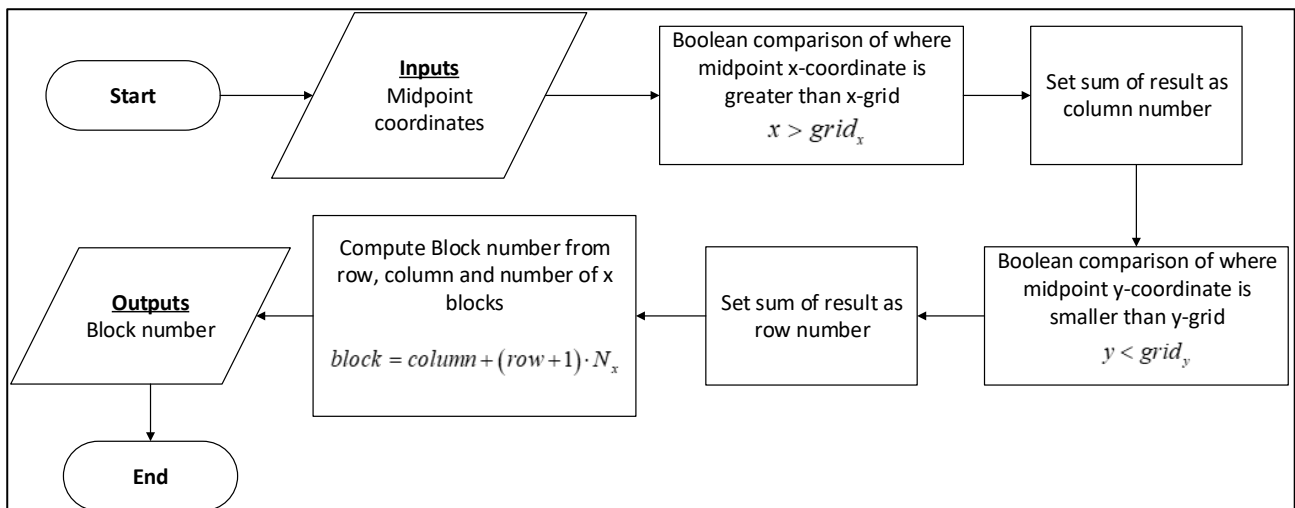 Start
Inputs
Midpoint
coordinates
Boolean comparison of where
midpoint x-coordinate is
greater than x-grid
x > grid_x
Set sum of result as
column number
Boolean comparison of where
midpoint y-coordinate is
smaller than y-grid
y < grid_y
Set sum of result as
row number
Compute Block number from
row, column and number of x
blocks
block = column + (row + 1) · N_x
Outputs
Block number
End